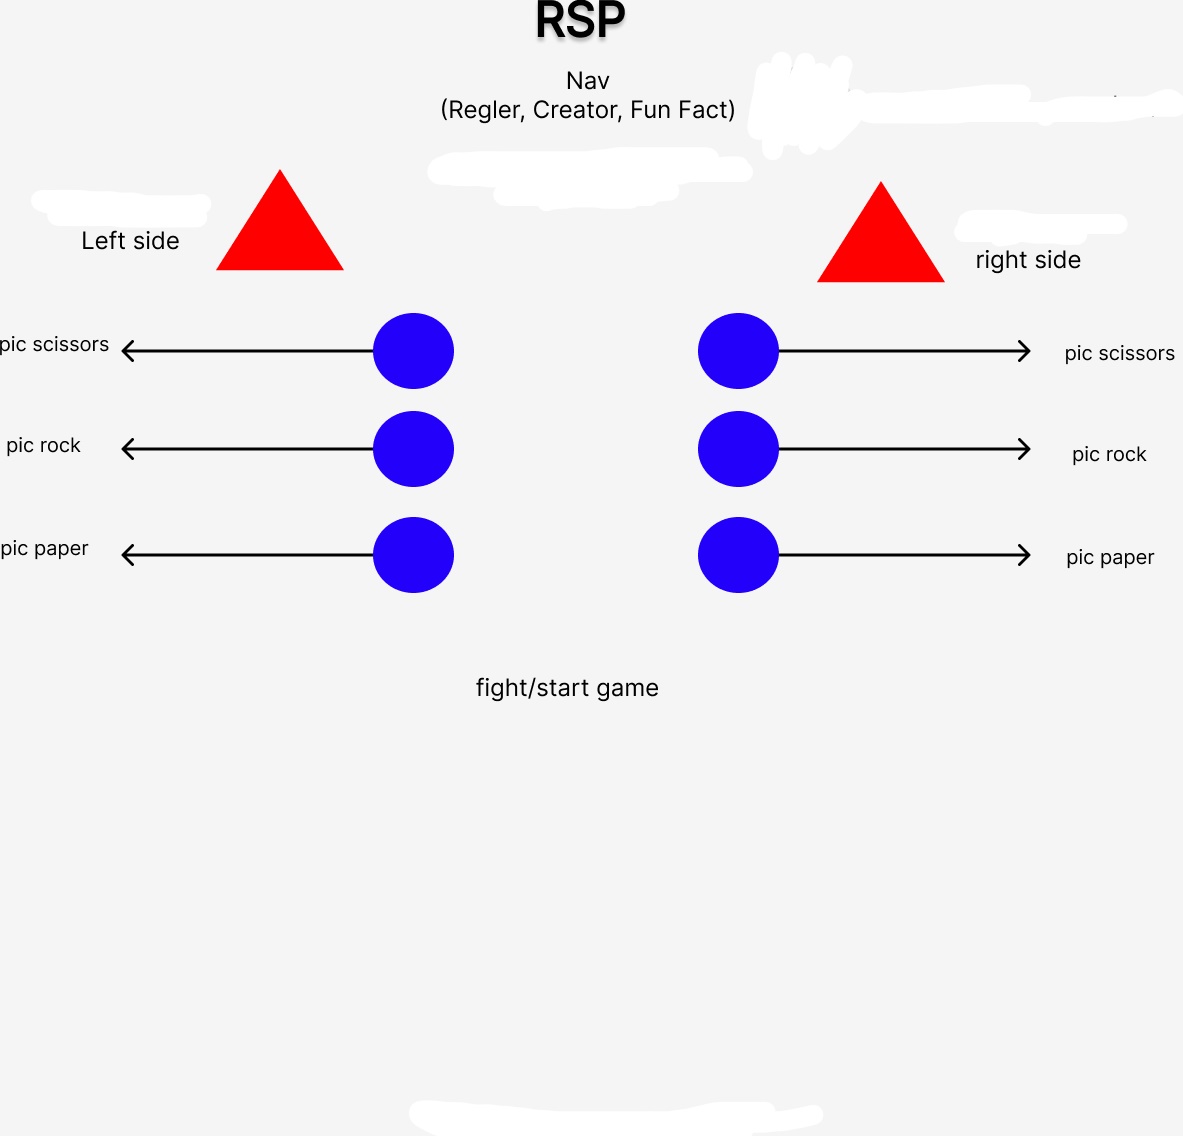 RSP
Nav
(Regler, Creator, Fun Fact)
Left side
right side
pic scissors
pic scissors
pic rock
pic rock
pic paper
pic paper
fight/start game